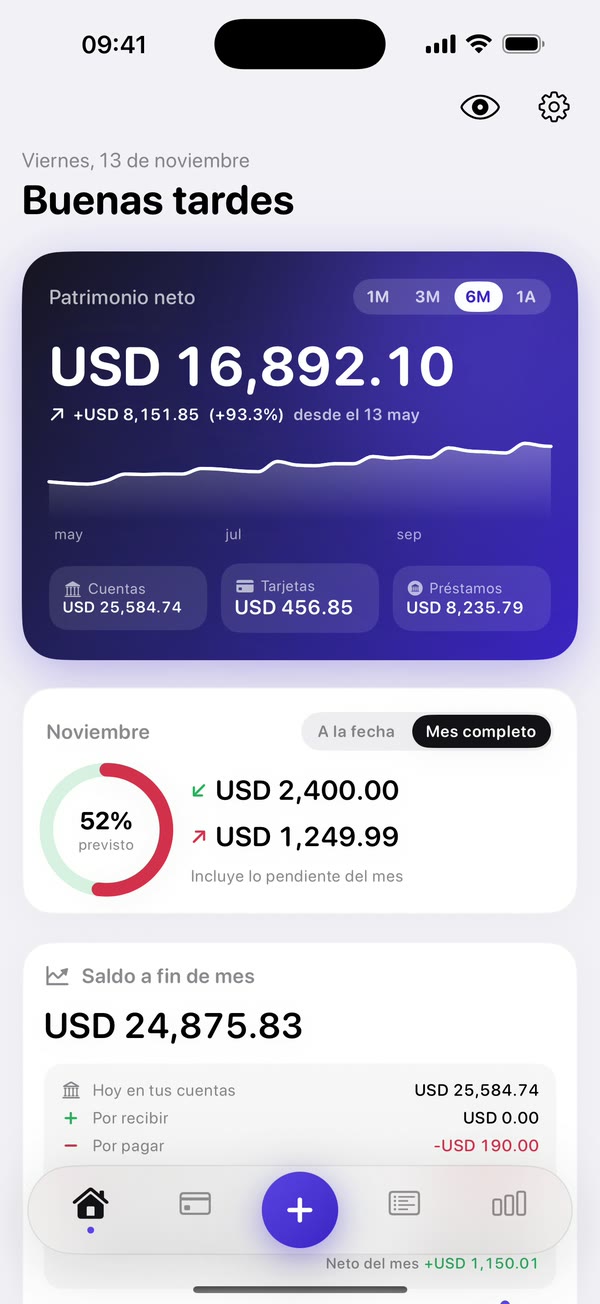 09:41
Viernes, 13 de noviembre
Buenas tardes
Patrimonio neto
1M 3M 6M 1A
USD 16,892.10
+USD 8,151.85 (+93.3%) desde el 13 may
may jul sep
Cuentas
USD 25,584.74
Tarjetas
USD 456.85
Préstamos
USD 8,235.79
Noviembre
A la fecha Mes completo
52%
previsto
USD 2,400.00
USD 1,249.99
Incluye lo pendiente del mes
Saldo a fin de mes
USD 24,875.83
Hoy en tus cuentas USD 25,584.74
Por recibir USD 0.00
Por pagar -USD 190.00
Neto del mes +USD 1,150.01